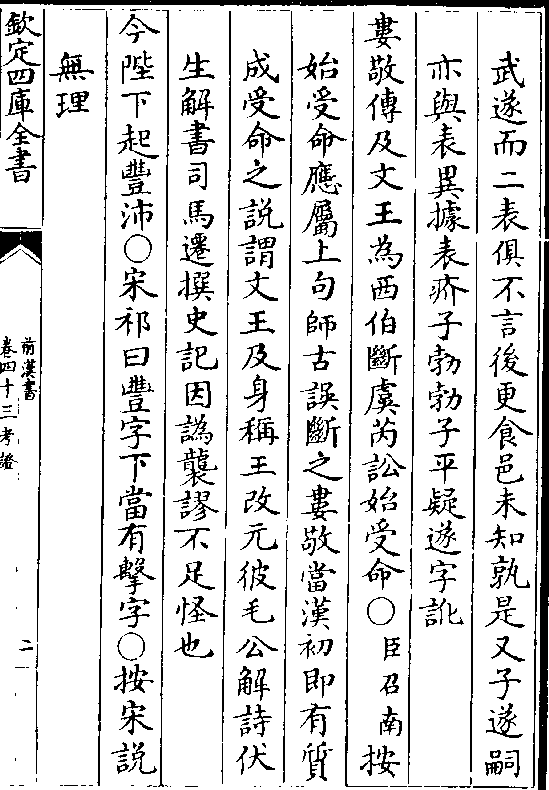 武遂而二表俱不言後更食邑未知孰是又子遂嗣
亦與表異據表疥子勃勃子平疑遂字訛
婁敬傳及文王為西伯斷虞芮訟始受命○臣召南按
始受命應屬上句師古誤斷之婁敬當漢初即有質
成受命之說謂文王及身稱王改元彼毛公解詩伏
生解書司馬遷撰史記因譌襲謬不足怪也
今陛下起豐沛○宋祁曰豐字下當有擊字○按宋說
無理
欽定四庫全書
前漢書
卷四十三考證
二